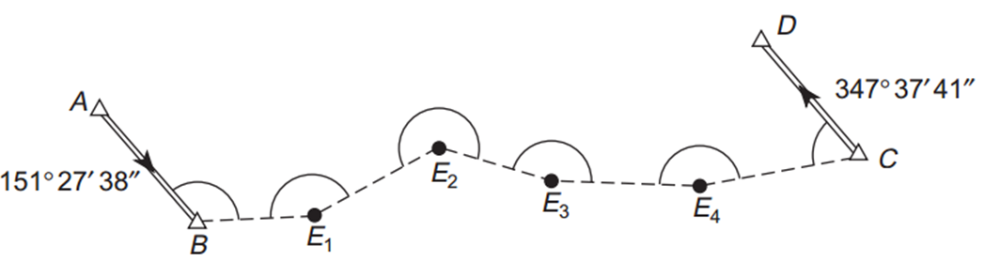 D
A
347° 37′ 41″
C
151° 27′ 38″
E₂
E₃
E₄
B
E₁